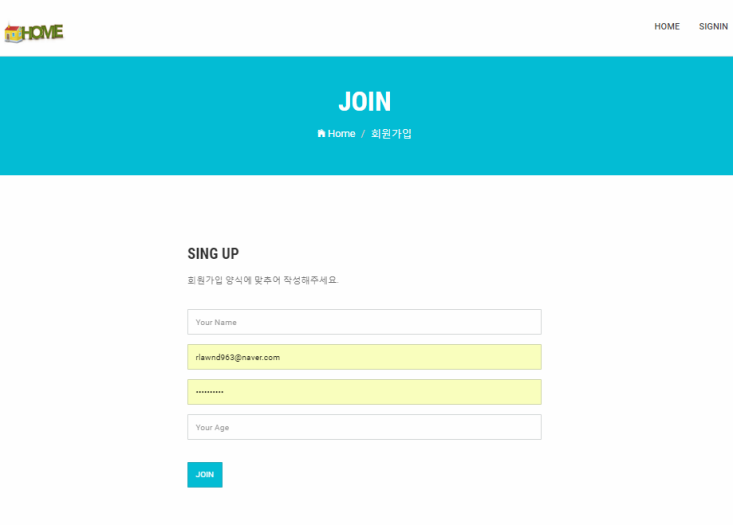 HOME
HOME SIGNIN
JOIN
Home / 회원가입
SING UP
회원가입 양식에 맞추어 작성해주세요.
Your Name
rlawnd963@naver.com
••••••••••
Your Age
JOIN